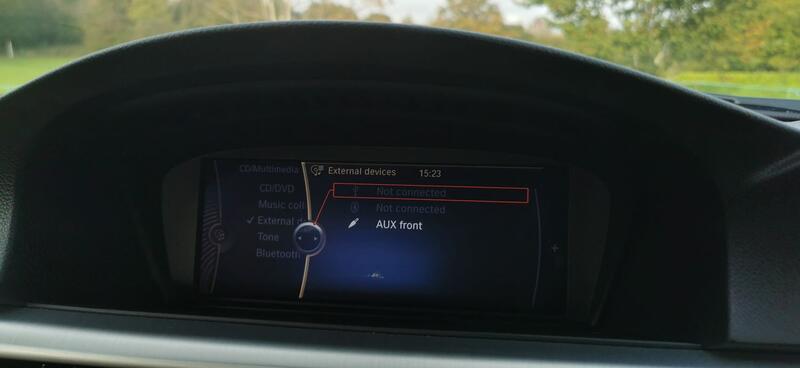 CD/Multimedia
External devices 15:23
CD/DVD
Not connected
Music coll
Not connected
External d
AUX front
Tone
Bluetooth